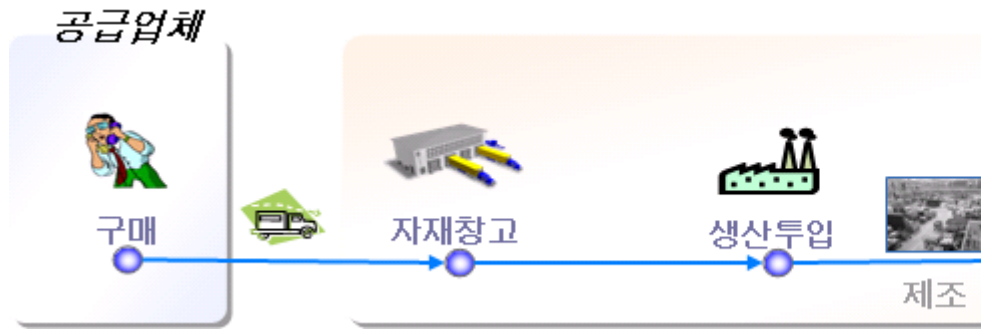 공급업체
구매
자재창고
생산투입
제조